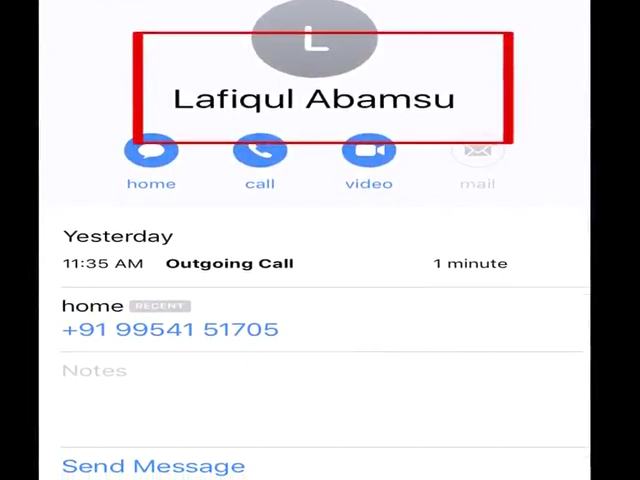 L
Lafiqul Abamsu
home call video mail
Yesterday
11:35 AM Outgoing Call 1 minute
home RECENT
+91 99541 51705
Notes
Send Message